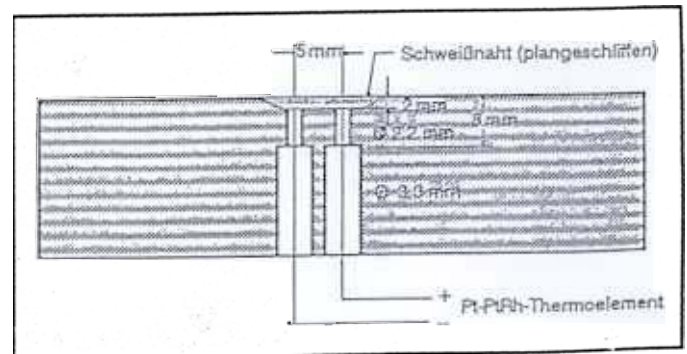 5 mm
Schweißnaht (plangeschliffen)
2 mm
8 mm
Ø 2.2 mm
Ø 3.3 mm
+
Pt-PtRh-Thermoelement
−